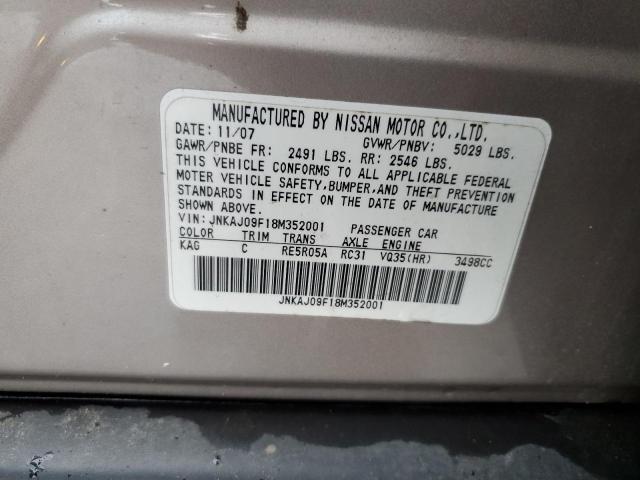 MANUFACTURED BY NISSAN MOTOR CO.,LTD.
DATE: 11/07 GVWR/PNBV: 5029 LBS.
GAWR/PNBE FR: 2491 LBS. RR: 2546 LBS.
THIS VEHICLE CONFORMS TO ALL APPLICABLE FEDERAL
MOTER VEHICLE SAFETY,BUMPER,AND THEFT PREVENTION
STANDARDS IN EFFECT ON THE DATE OF MANUFACTURE
SHOWN ABOVE.
VIN: JNKAJ09F18M352001 PASSENGER CAR
COLOR TRIM TRANS AXLE ENGINE
KAG C RE5R05A RC31 VQ35(HR) 3498CC
JNKAJ09F18M352001